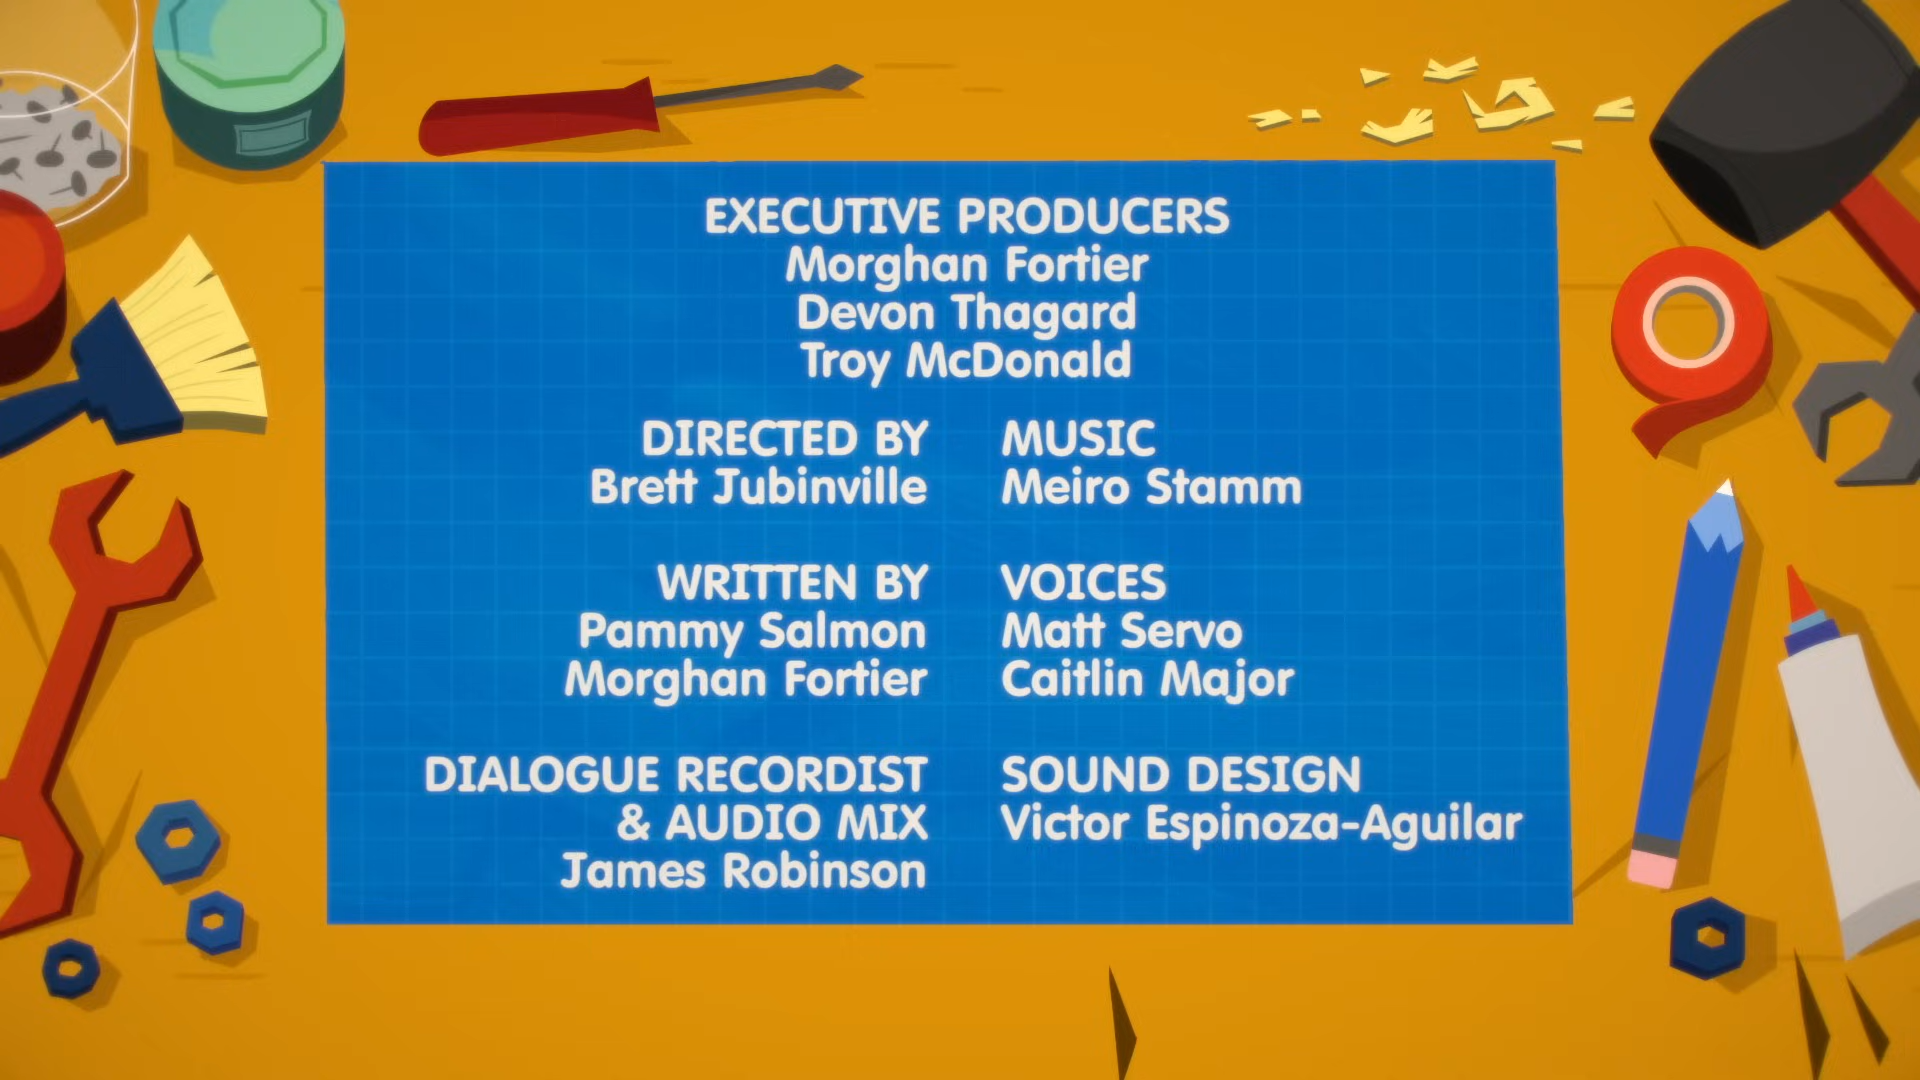 EXECUTIVE PRODUCERS
Morghan Fortier
Devon Thagard
Troy McDonald
DIRECTED BY
Brett Jubinville
MUSIC
Meiro Stamm
WRITTEN BY
Pammy Salmon
Morghan Fortier
VOICES
Matt Servo
Caitlin Major
DIALOGUE RECORDIST
& AUDIO MIX
James Robinson
SOUND DESIGN
Victor Espinoza-Aguilar